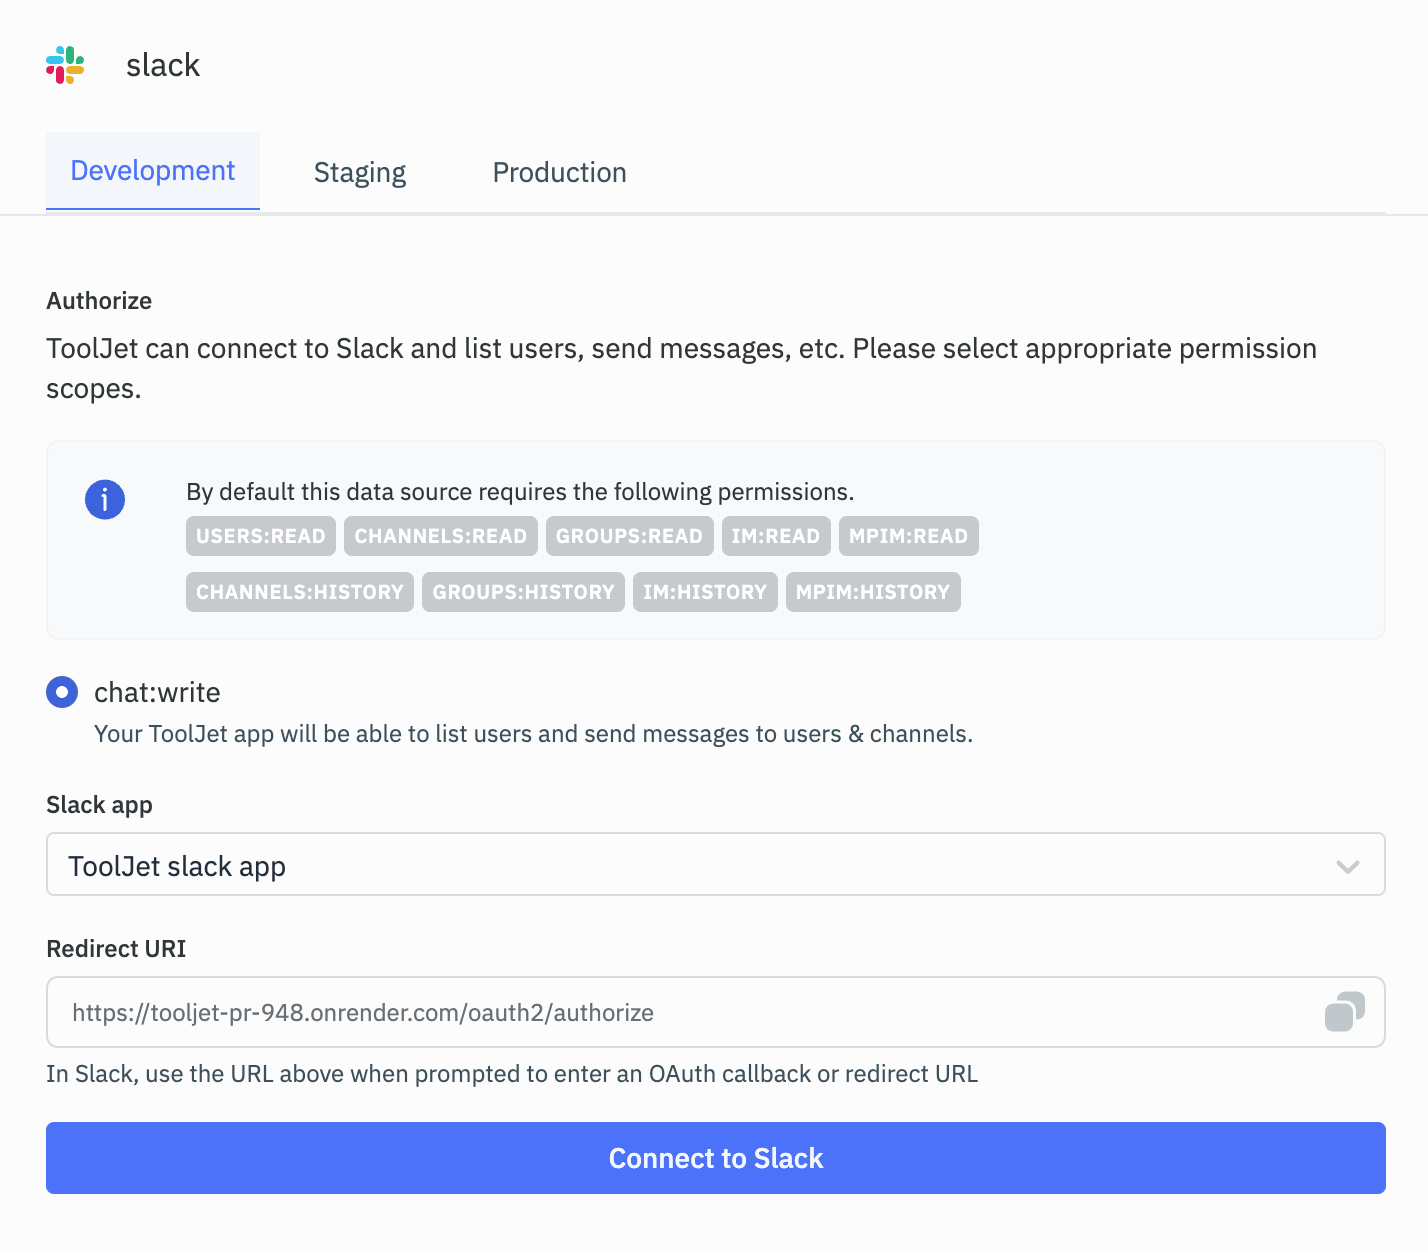 slack
Development Staging Production
Authorize
ToolJet can connect to Slack and list users, send messages, etc. Please select appropriate permission
scopes.
By default this data source requires the following permissions.
USERS:READ CHANNELS:READ GROUPS:READ IM:READ MPIM:READ
CHANNELS:HISTORY GROUPS:HISTORY IM:HISTORY MPIM:HISTORY
chat:write
Your ToolJet app will be able to list users and send messages to users & channels.
Slack app
ToolJet slack app
Redirect URI
https://tooljet-pr-948.onrender.com/oauth2/authorize
In Slack, use the URL above when prompted to enter an OAuth callback or redirect URL
Connect to Slack